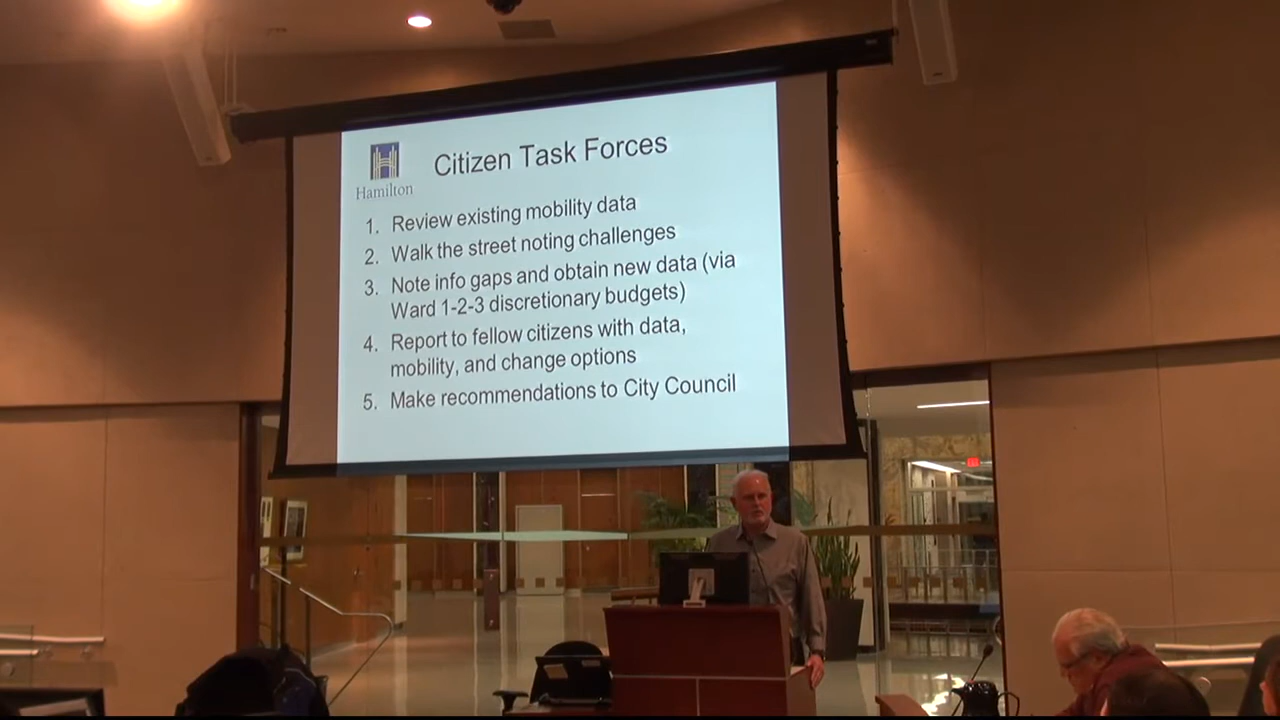 Citizen Task Forces
Hamilton
1. Review existing mobility data
2. Walk the street noting challenges
3. Note info gaps and obtain new data (via
Ward 1-2-3 discretionary budgets)
4. Report to fellow citizens with data,
mobility, and change options
5. Make recommendations to City Council